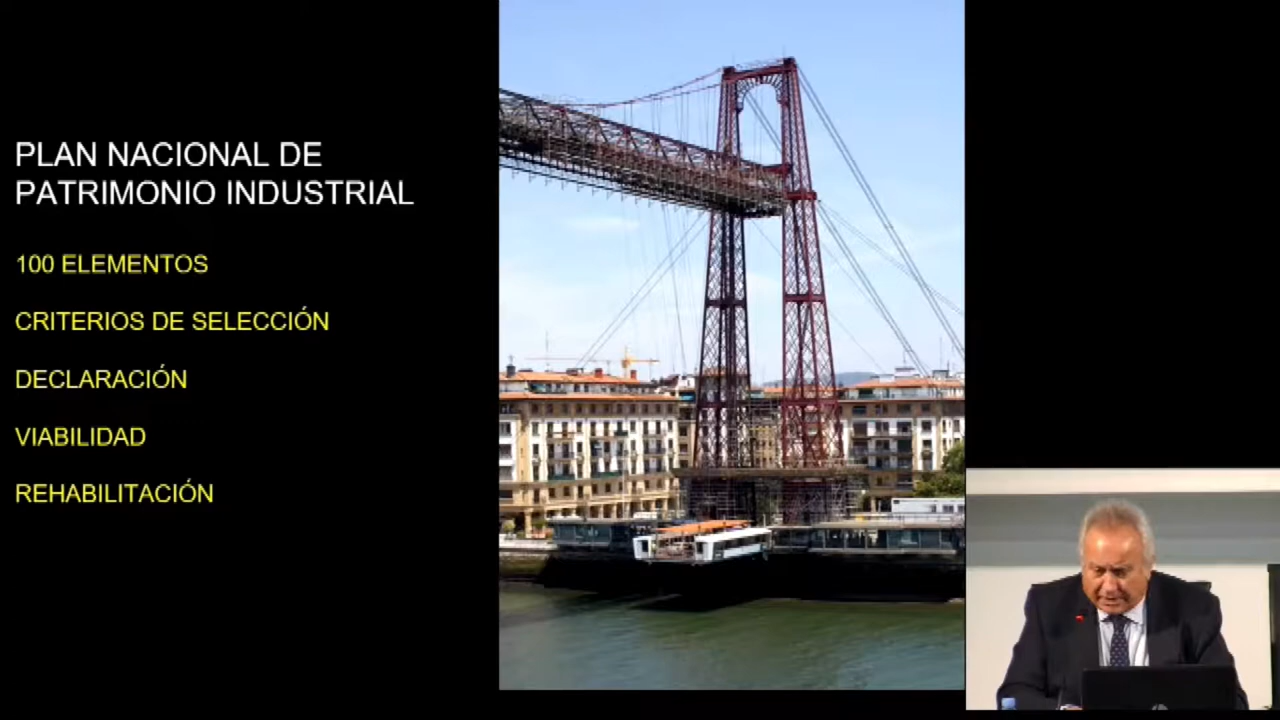 PLAN NACIONAL DE
PATRIMONIO INDUSTRIAL
100 ELEMENTOS
CRITERIOS DE SELECCIÓN
DECLARACIÓN
VIABILIDAD
REHABILITACIÓN